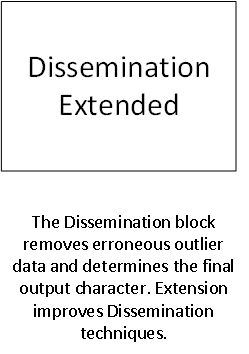 Dissemination
Extended
The Dissemination block
removes erroneous outlier
data and determines the final
output character. Extension
improves Dissemination
techniques.